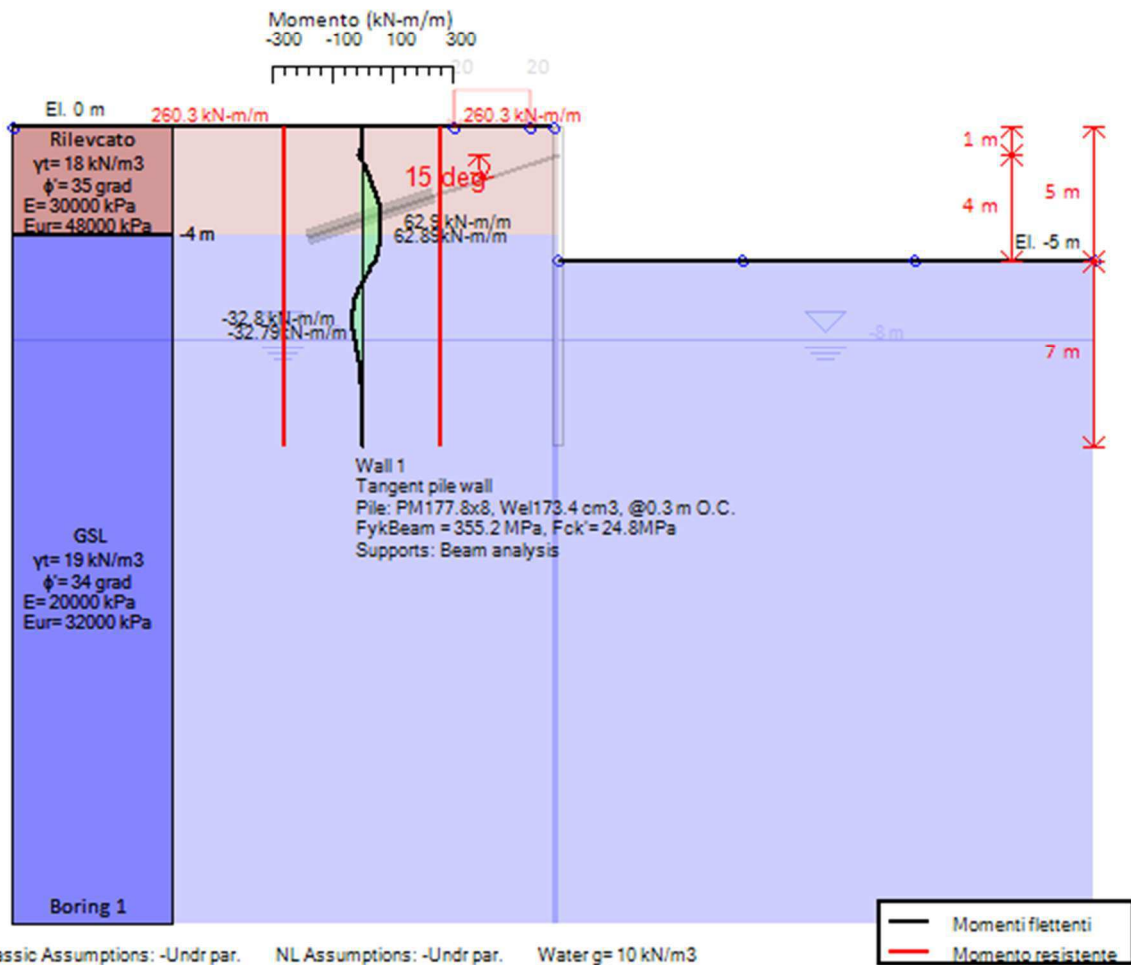 Momento (kN-m/m)
-300 -100 100 300
20 20
El. 0 m
260.3 kN-m/m
260.3 kN-m/m
Rilevcato
γt= 18 kN/m3
ϕ'= 35 grad
E= 30000 kPa
Eur= 48000 kPa
-4 m
15 deg
62.9 kN-m/m
62.89kN-m/m
1 m
4 m
5 m
El. -5 m
-32.8 kN-m/m
-32.79kN-m/m
-8 m
7 m
Wall 1
Tangent pile wall
Pile: PM177.8x8, Wel173.4 cm3, @0.3 m O.C.
FykBeam = 355.2 MPa, Fck'= 24.8MPa
Supports: Beam analysis
GSL
γt= 19 kN/m3
ϕ'= 34 grad
E= 20000 kPa
Eur= 32000 kPa
Boring 1
Momenti flettenti
Momento resistente
assic Assumptions: -Undr par. NL Assumptions: -Undr par. Water g= 10 kN/m3